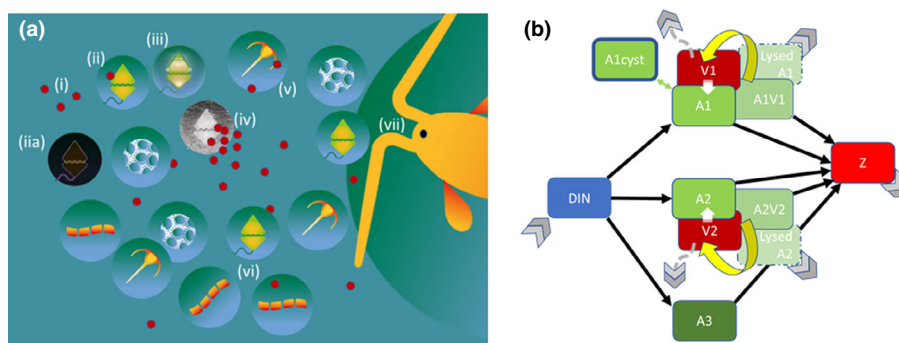 (a)
(i)
(ii)
(iii)
(iia)
(iv)
(v)
(vi)
(vii)
(b)
A1cyst
V1
Lysed
A1
A1
A1V1
DIN
Z
A2
A2V2
V2
Lysed
A2
A3